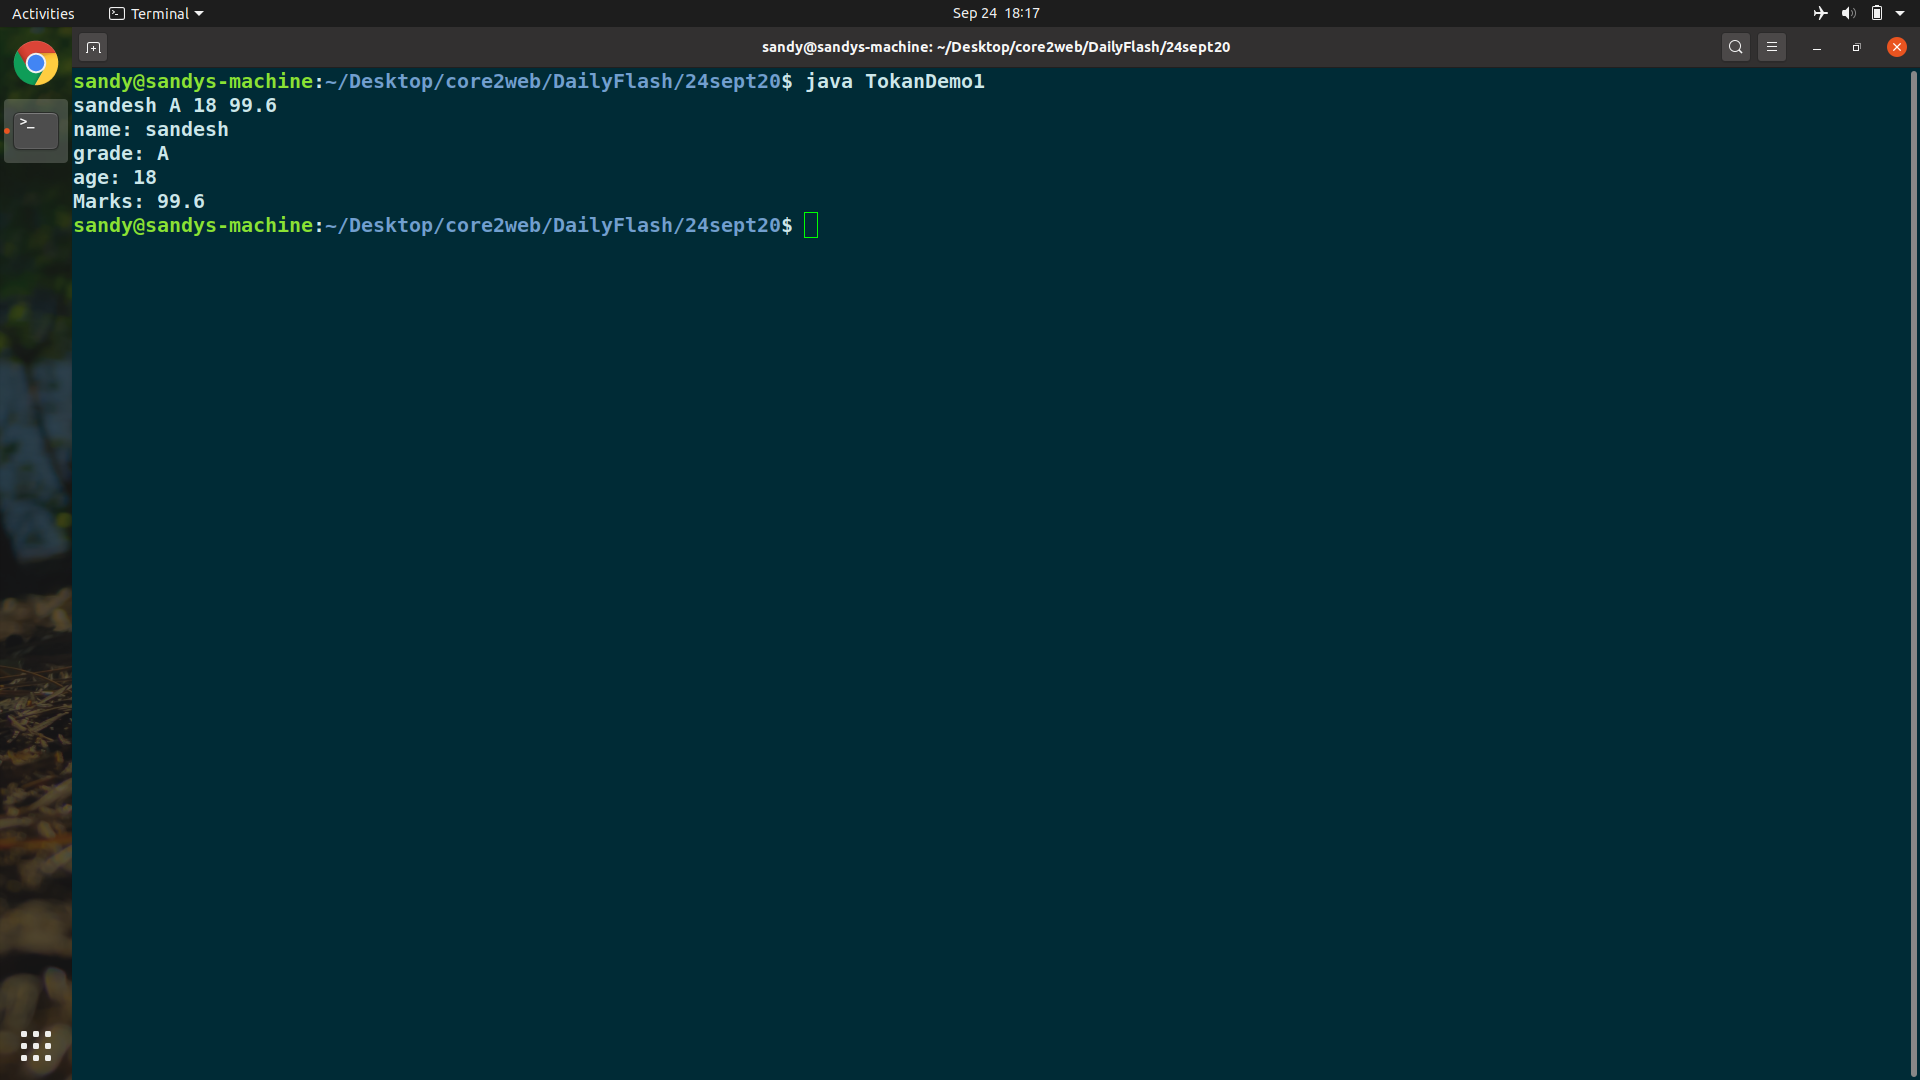 Activities
Terminal
Sep 24 18:17
sandy@sandys-machine: ~/Desktop/core2web/DailyFlash/24sept20
sandy@sandys-machine:~/Desktop/core2web/DailyFlash/24sept20$ java TokanDemo1
sandesh A 18 99.6
name: sandesh
grade: A
age: 18
Marks: 99.6
sandy@sandys-machine:~/Desktop/core2web/DailyFlash/24sept20$